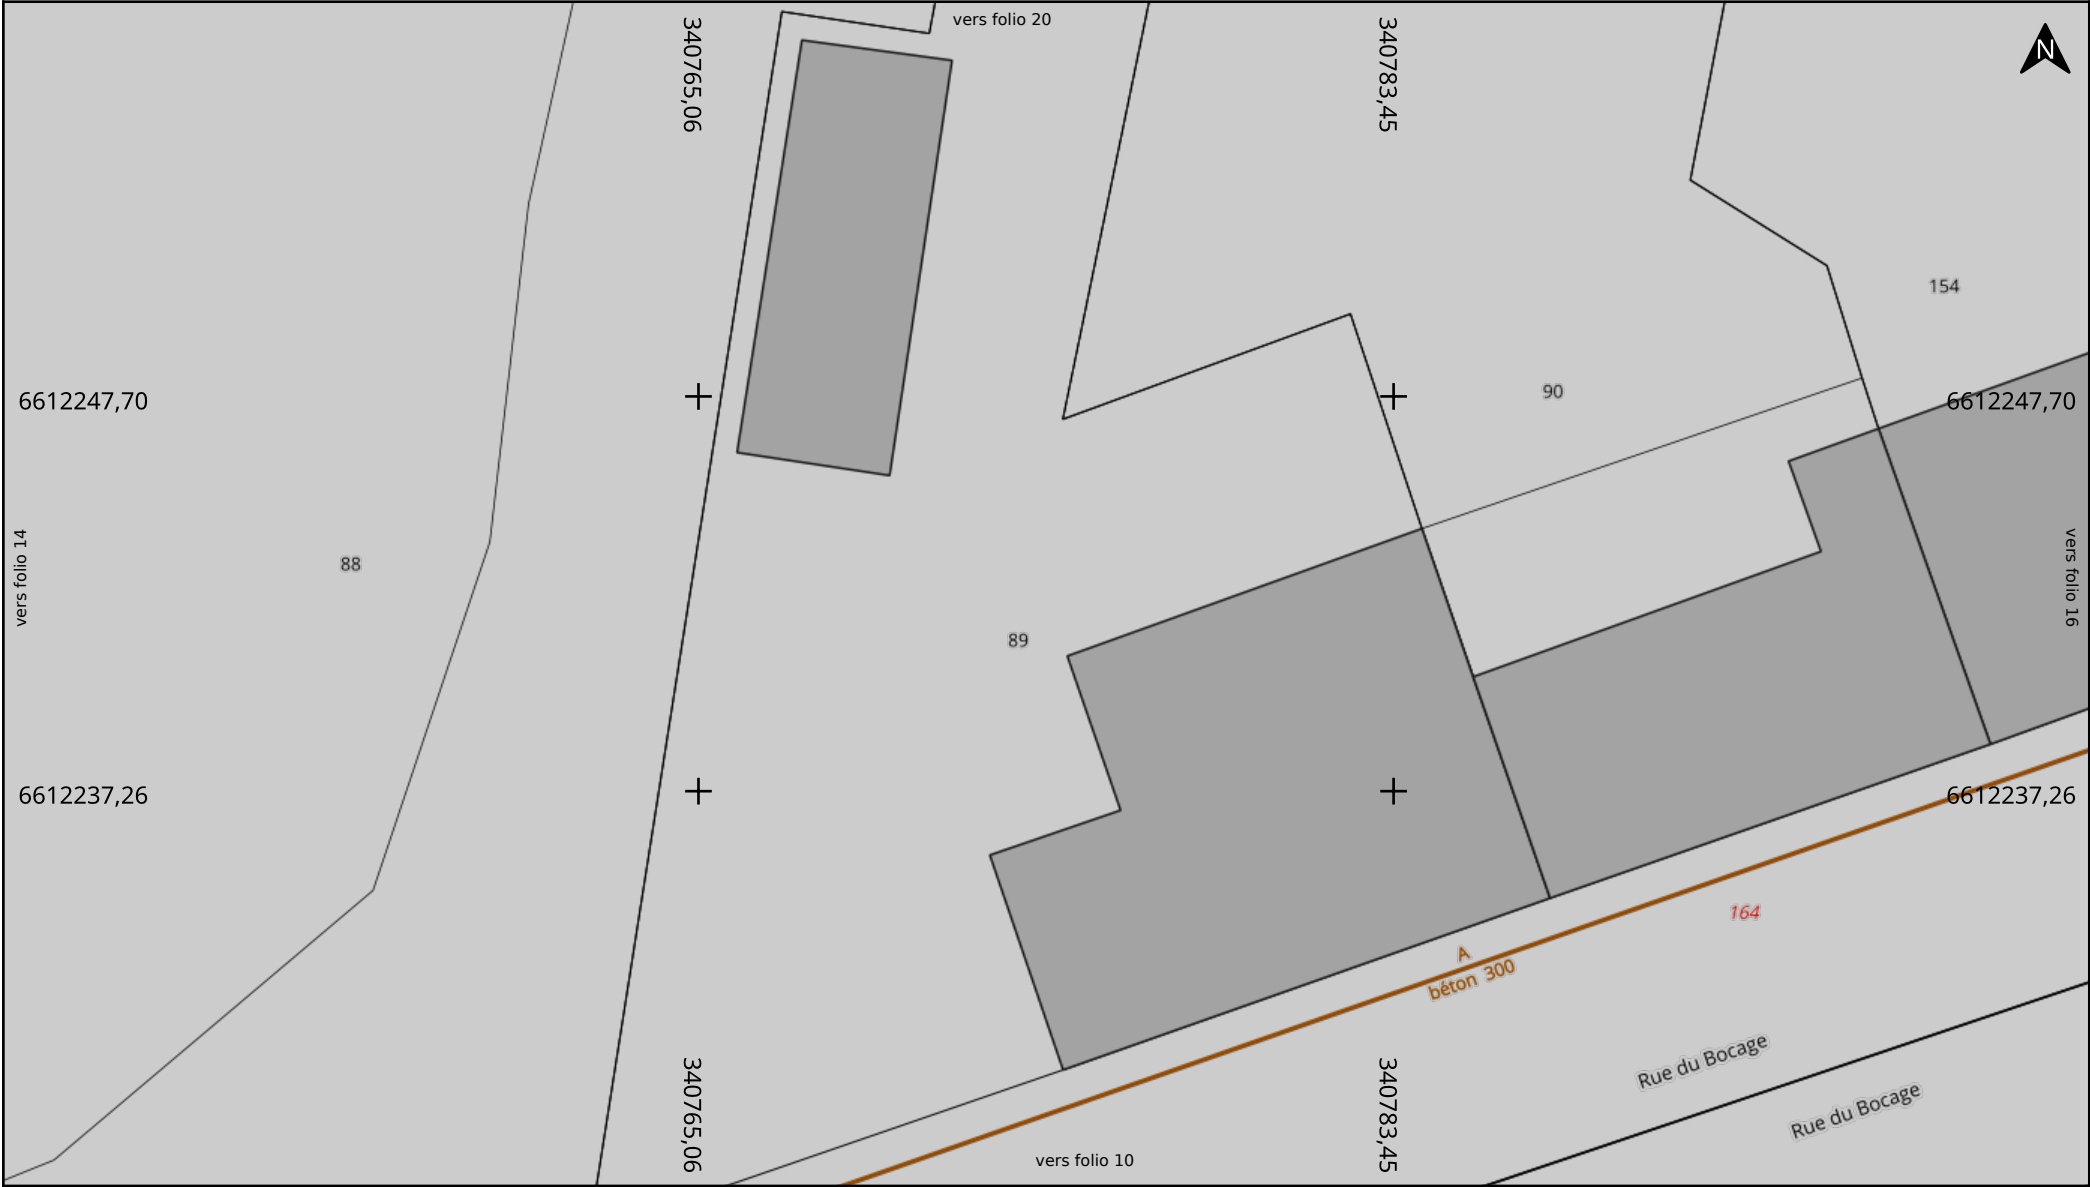 vers folio 20
340765,06
340783,45
N
154
90
6612247,70
6612247,70
vers folio 14
88
vers folio 16
89
6612237,26
6612237,26
164
A
béton 300
Rue du Bocage
Rue du Bocage
340765,06
340783,45
vers folio 10